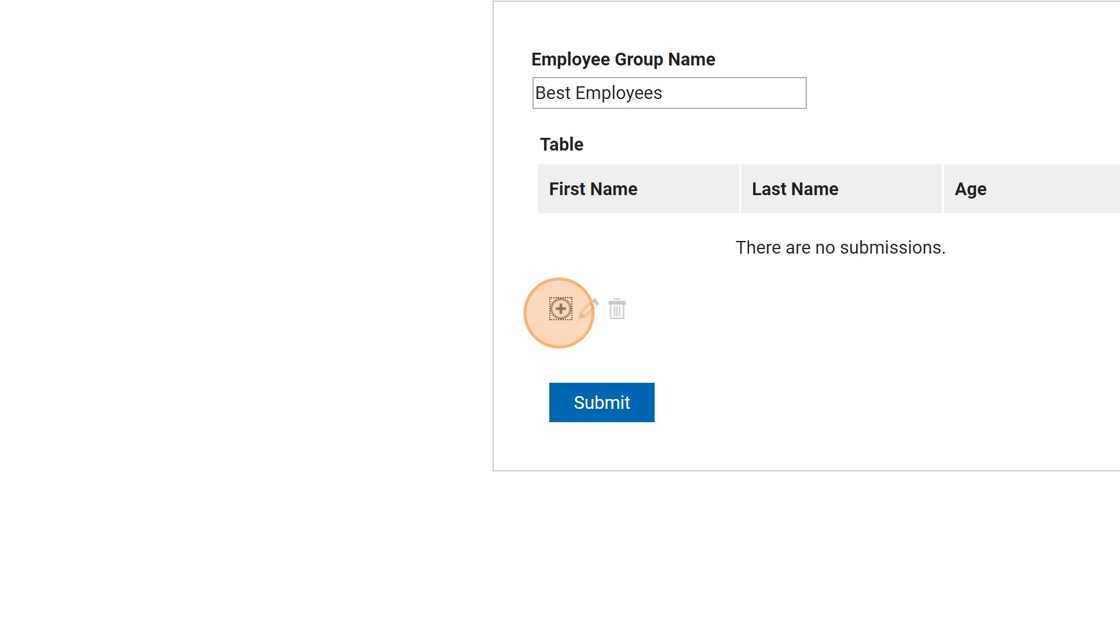 Employee Group Name
Best Employees
Table
First Name Last Name Age
There are no submissions.
Submit